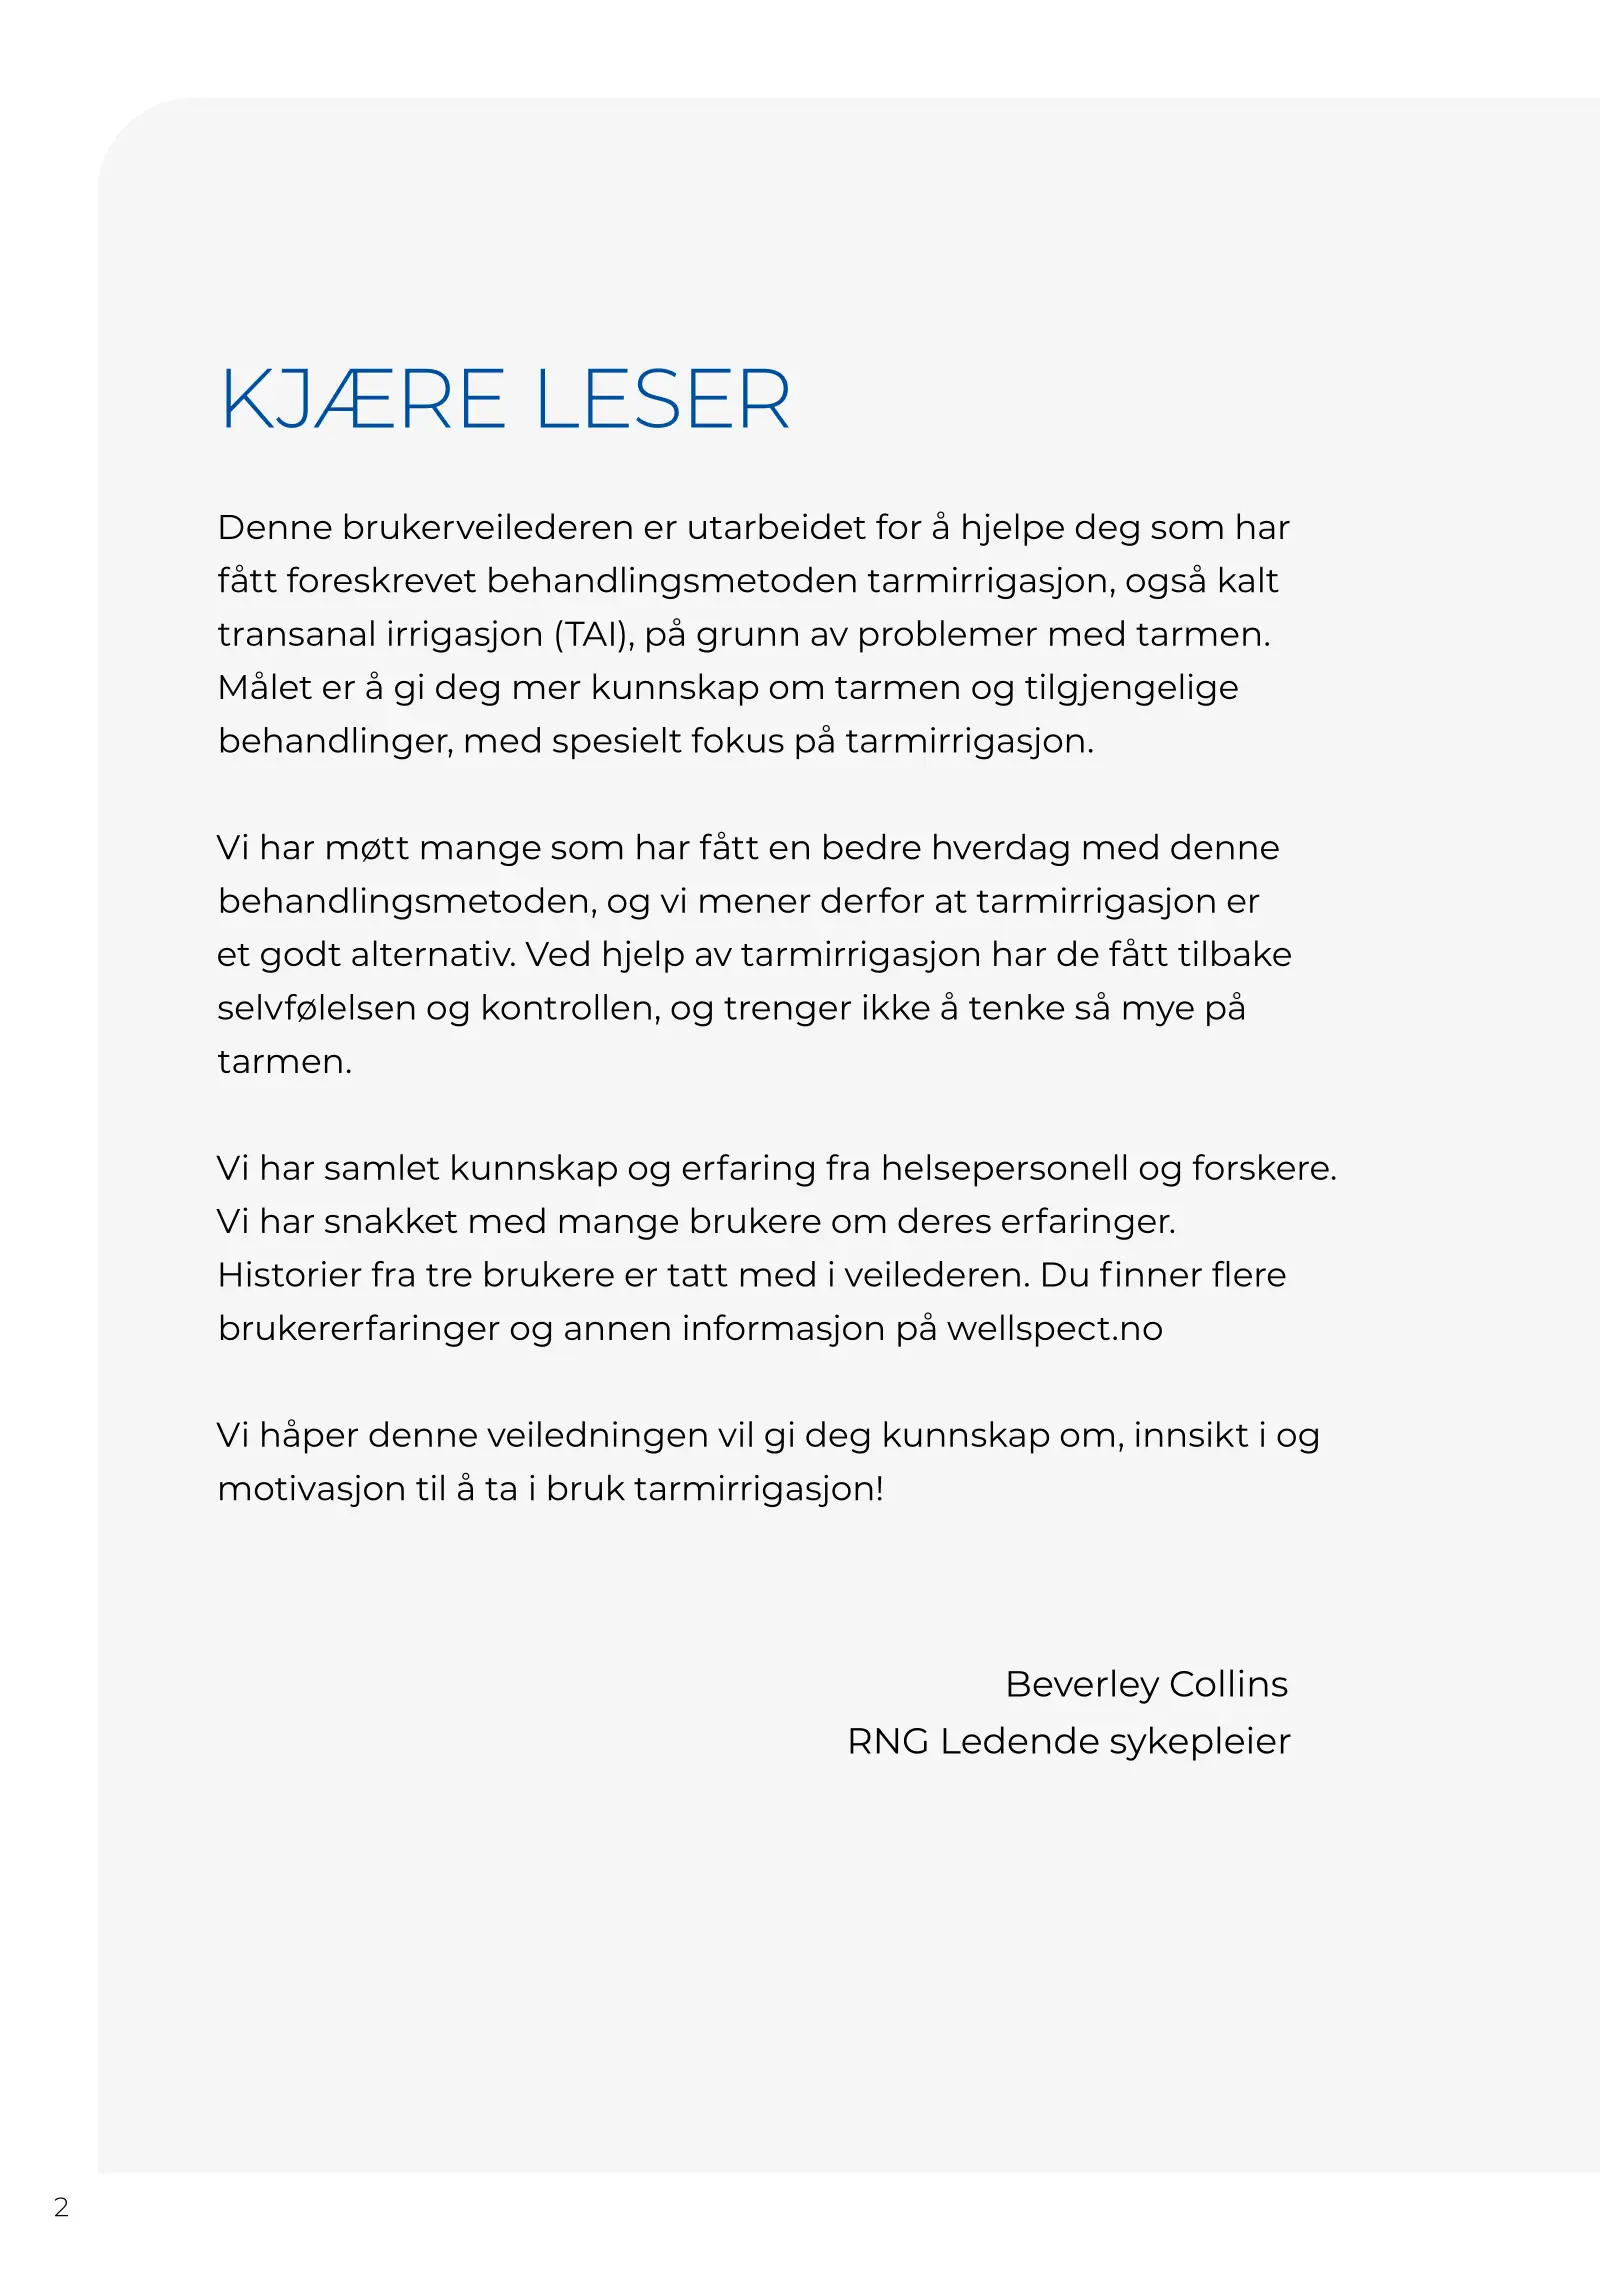 KJÆRE LESER
Denne brukerveilederen er utarbeidet for å hjelpe deg som har
fått foreskrevet behandlingsmetoden tarmirrigasjon, også kalt
transanal irrigasjon (TAI), på grunn av problemer med tarmen.
Målet er å gi deg mer kunnskap om tarmen og tilgjengelige
behandlinger, med spesielt fokus på tarmirrigasjon.
Vi har møtt mange som har fått en bedre hverdag med denne
behandlingsmetoden, og vi mener derfor at tarmirrigasjon er
et godt alternativ. Ved hjelp av tarmirrigasjon har de fått tilbake
selvfølelsen og kontrollen, og trenger ikke å tenke så mye på
tarmen.
Vi har samlet kunnskap og erfaring fra helsepersonell og forskere.
Vi har snakket med mange brukere om deres erfaringer.
Historier fra tre brukere er tatt med i veilederen. Du finner flere
brukererfaringer og annen informasjon på wellspect.no
Vi håper denne veiledningen vil gi deg kunnskap om, innsikt i og
motivasjon til å ta i bruk tarmirrigasjon!
Beverley Collins
RNG Ledende sykepleier
2